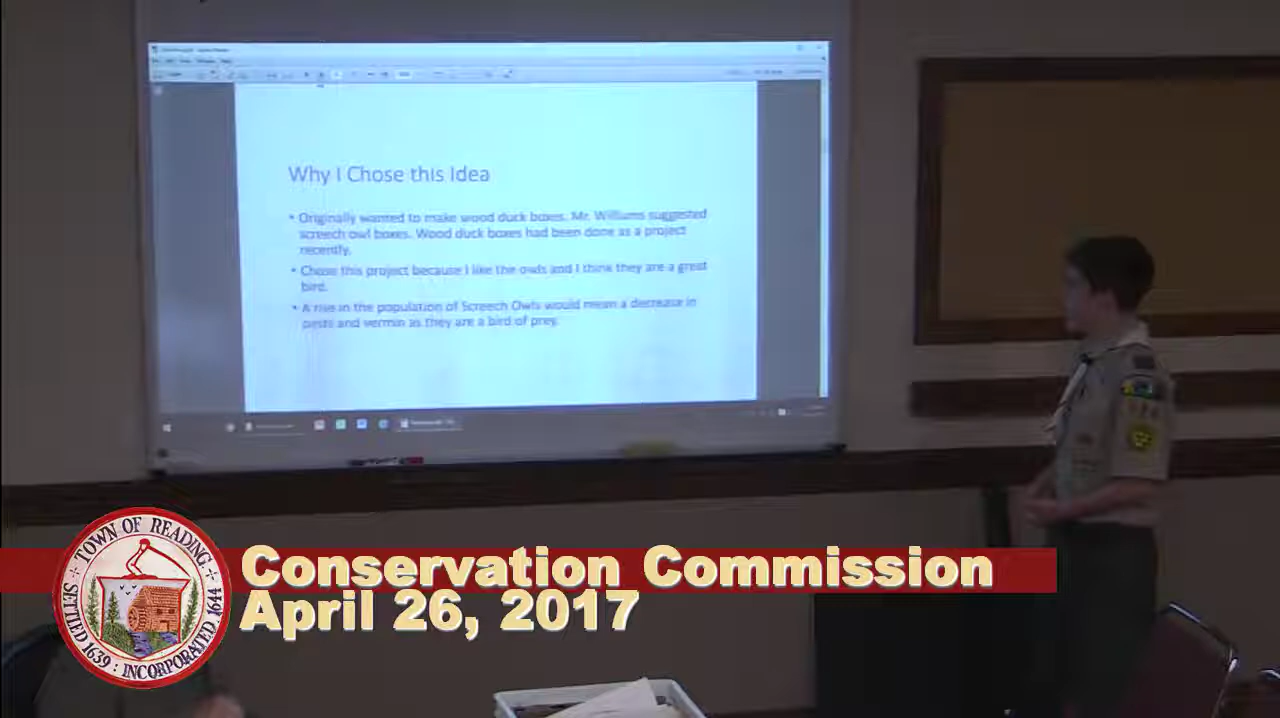 Why I Chose this Idea
• Originally wanted to make wood duck boxes. Mr. Williams suggested
screech owl boxes. Wood duck boxes had been done as a project
recently.
• Chose this project because I like the owls and I think they are a great
bird.
• A rise in the population of Screech Owls would mean a decrease in
pests and vermin as they are a bird of prey.
TOWN OF READING
SETTLED 1639 : INCORPORATED 1644
Conservation Commission
April 26, 2017